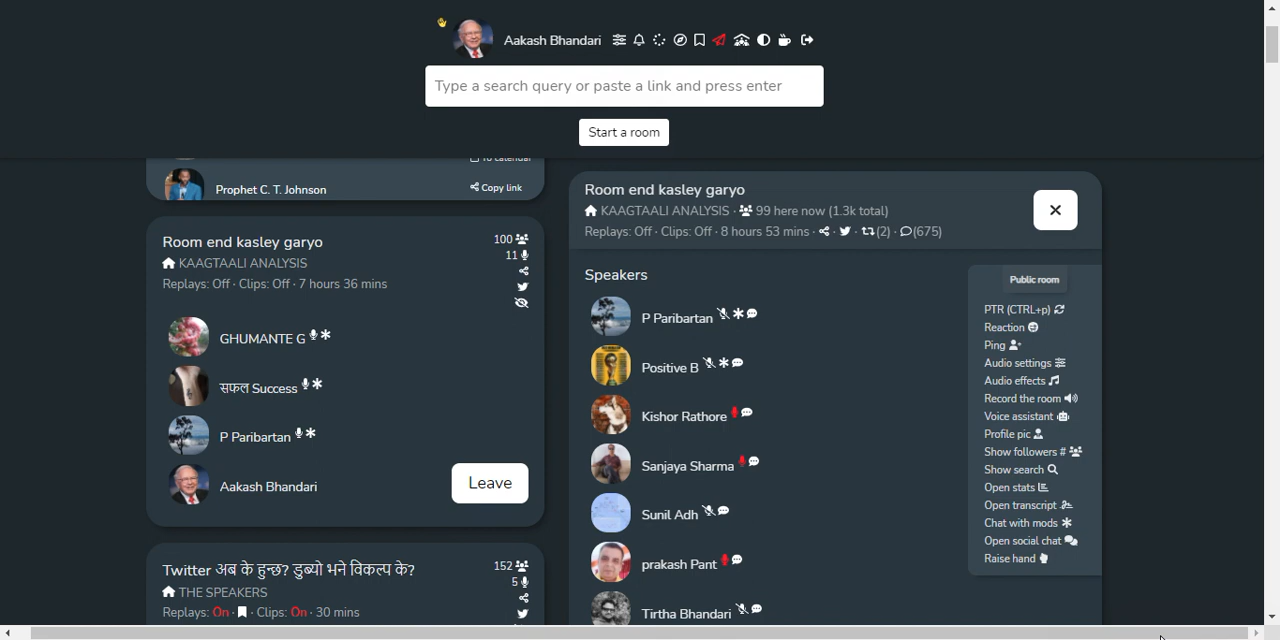 Aakash Bhandari
Type a search query or paste a link and press enter
Start a room
To calendar
Prophet C. T. Johnson
Copy link
Room end kasley garyo
100
KAAGTAALI ANALYSIS
11
Replays: Off · Clips: Off · 7 hours 36 mins
GHUMANTE G
सफल Success
P Paribartan
Aakash Bhandari
Leave
Twitter अब के हुन्छ? डुब्यो भने विकल्प के?
152
THE SPEAKERS
5
Replays: On · Clips: On · 30 mins
Room end kasley garyo
KAAGTAALI ANALYSIS · 99 here now (1.3k total)
Replays: Off · Clips: Off · 8 hours 53 mins · · · (2) · (675)
Speakers
P Paribartan
Positive B
Kishor Rathore
Sanjaya Sharma
Sunil Adh
prakash Pant
Tirtha Bhandari
Public room
PTR (CTRL+p)
Reaction
Ping
Audio settings
Audio effects
Record the room
Voice assistant
Profile pic
Show followers #
Show search
Open stats
Open transcript
Chat with mods
Open social chat
Raise hand